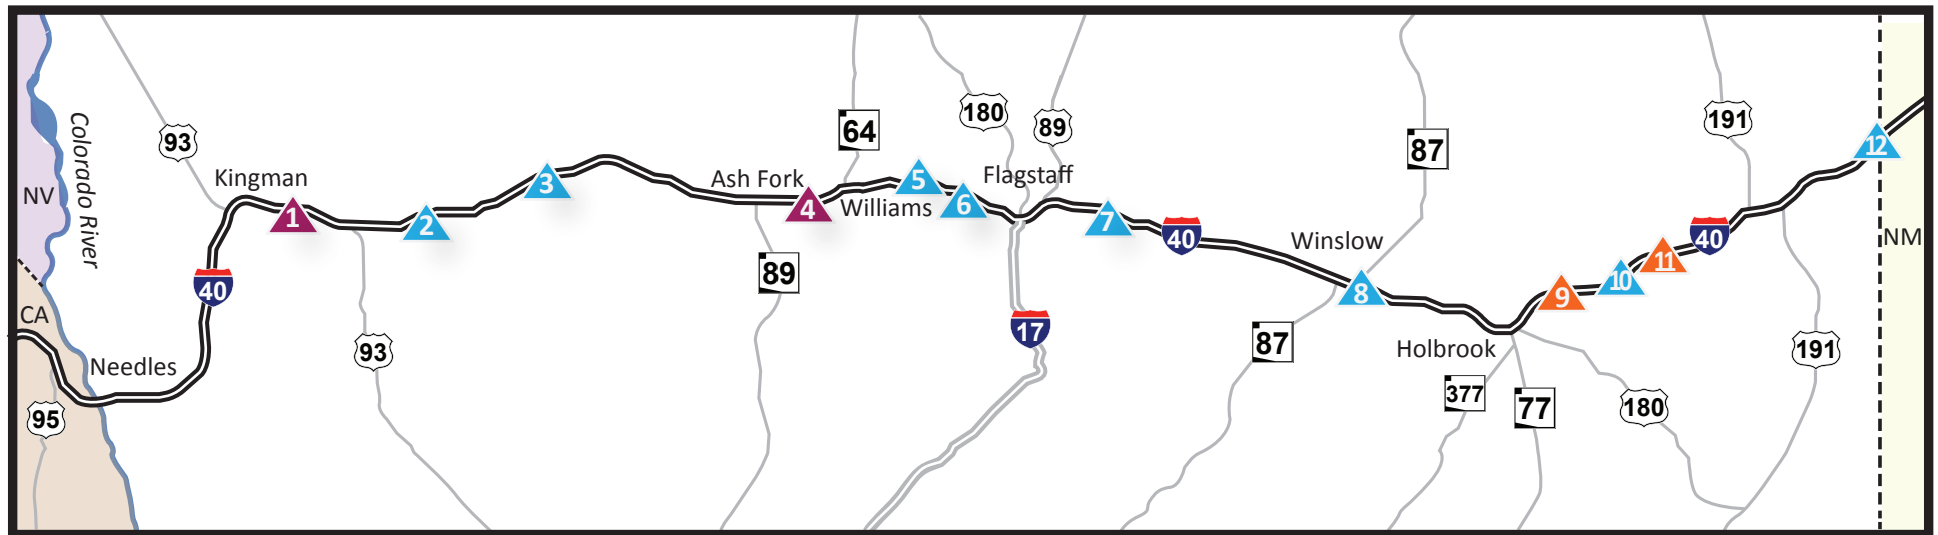 93
Colorado River
NV
Kingman
1
2
3
40
CA
Needles
95
93
Ash Fork
64
4
Williams
5
6
180
89
Flagstaff
89
17
7
40
87
Winslow
8
87
Holbrook
377
77
180
9
10
11
40
191
191
12
NM